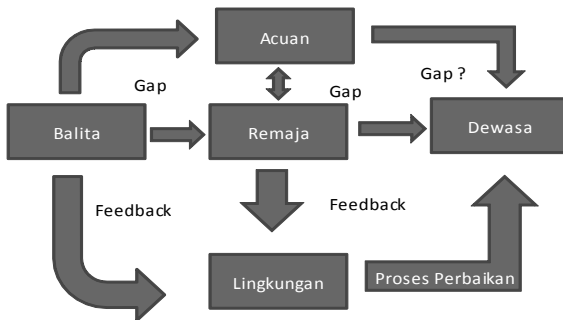 Acuan
Gap ?
Gap
Gap
Balita
Remaja
Dewasa
Feedback
Feedback
Lingkungan
Proses Perbaikan